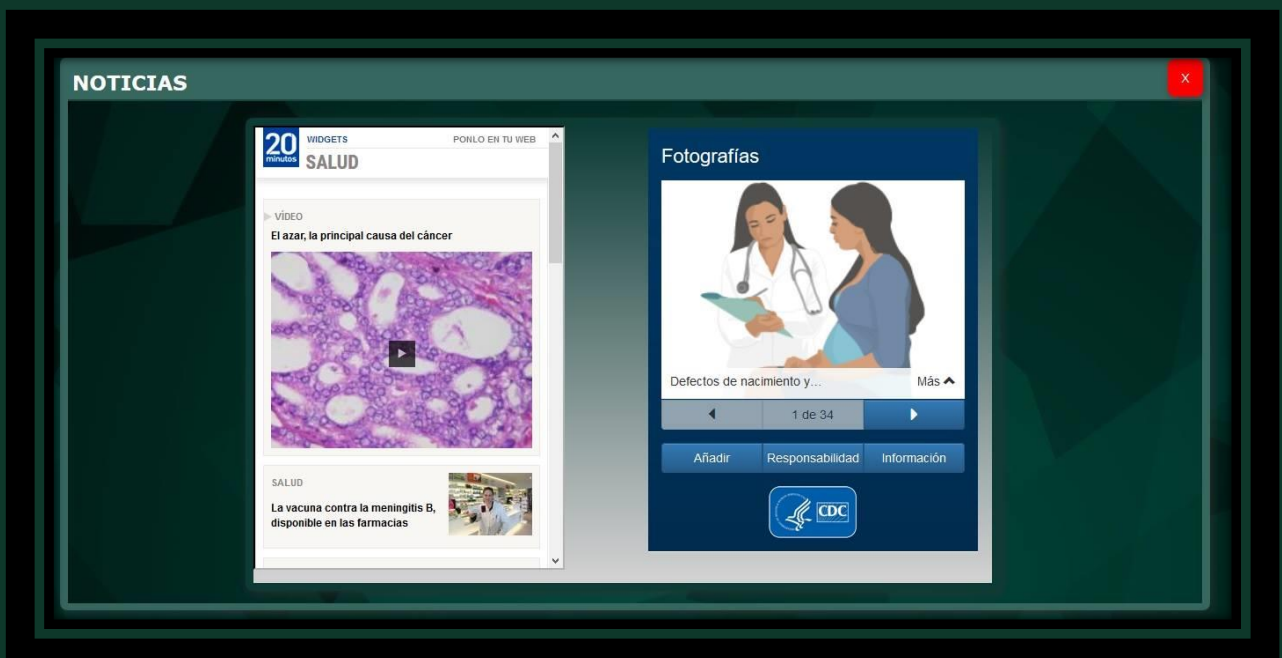 NOTICIAS
X
20
minutos
WIDGETS
PONLO EN TU WEB
SALUD
VÍDEO
El azar, la principal causa del cáncer
SALUD
La vacuna contra la meningitis B,
disponible en las farmacias
Fotografías
Defectos de nacimiento y...
Más
1 de 34
Añadir
Responsabilidad
Información
CDC